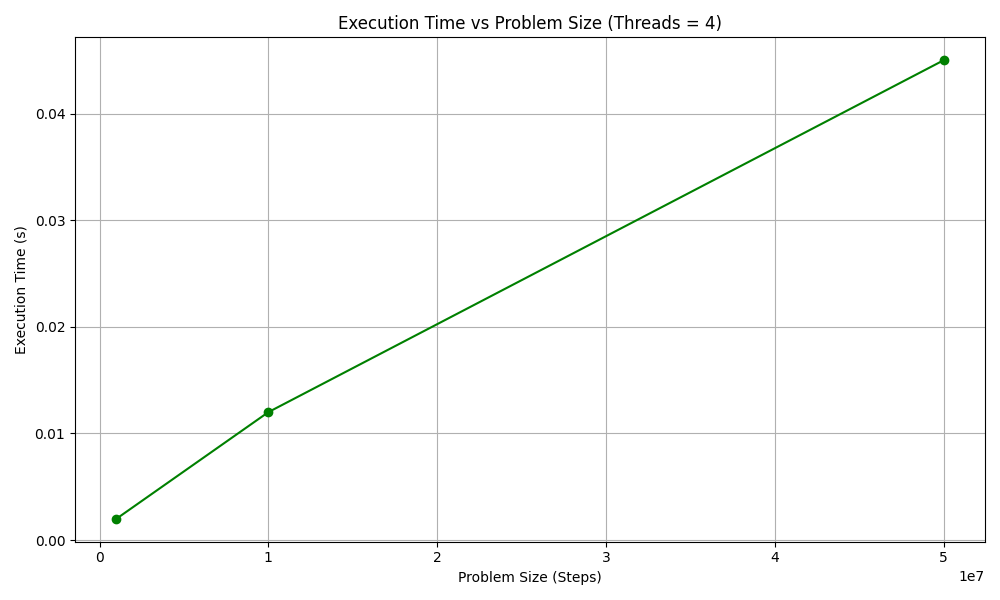 Execution Time vs Problem Size (Threads = 4)
Execution Time (s)
0.04
0.03
0.02
0.01
0.00
0 1 2 3 4 5
1e7
Problem Size (Steps)